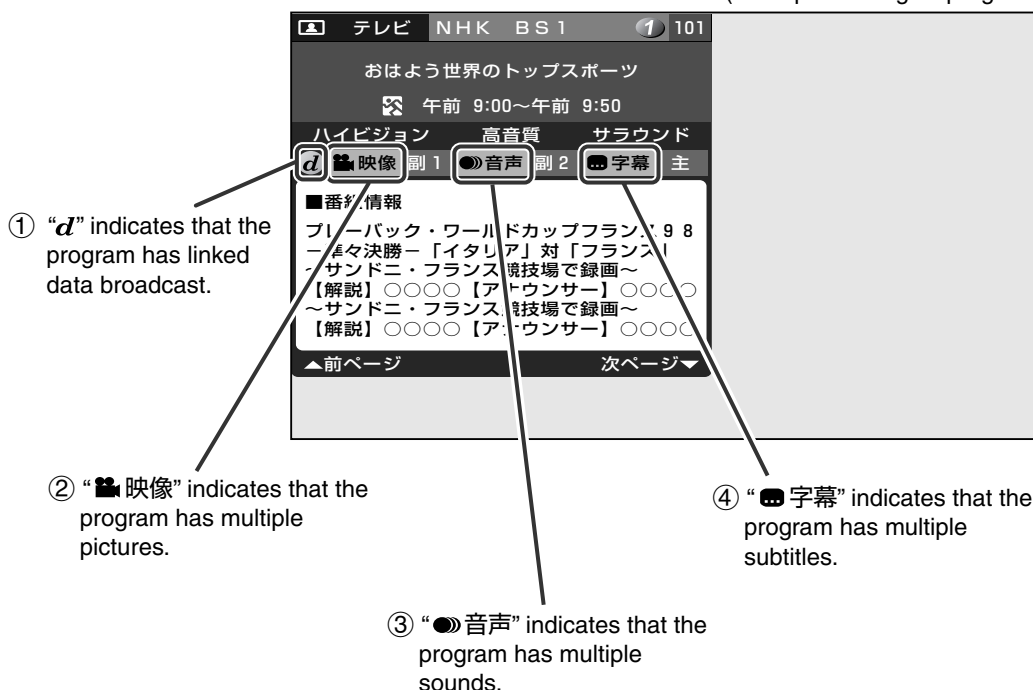 テレビ NHK BS1 1 101
おはよう世界のトップスポーツ
午前 9:00〜午前 9:50
ハイビジョン 高音質 サラウンド
d 映像 副1 音声 副2 字幕 主
■番組情報
プレーバック・ワールドカップフランス98
−準々決勝−「イタリア」対「フランス」
〜サンドニ・フランス競技場で録画〜
【解説】○○○○【アナウンサー】○○○○
〜サンドニ・フランス競技場で録画〜
【解説】○○○○【アナウンサー】○○○○
▲前ページ 次ページ▼
① “d” indicates that the
program has linked
data broadcast.
② “映像” indicates that the
program has multiple
pictures.
③ “音声” indicates that the
program has multiple
sounds.
④ “字幕” indicates that the
program has multiple
subtitles.